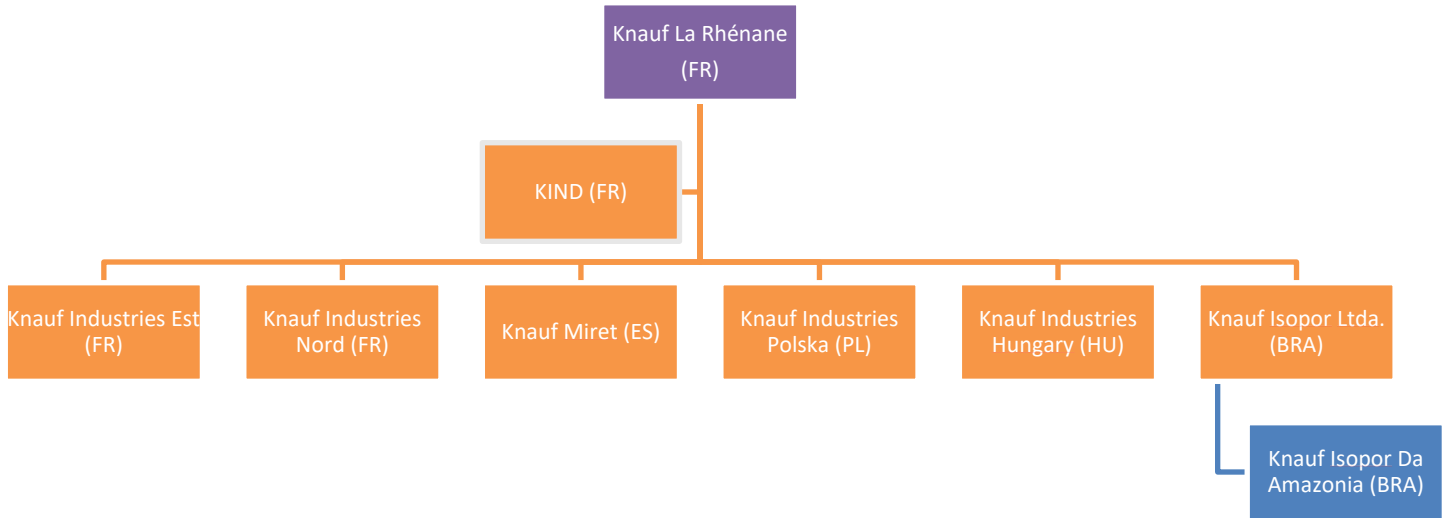 Knauf La Rhénane
(FR)
KIND (FR)
Knauf Industries Est
(FR)
Knauf Industries
Nord (FR)
Knauf Miret (ES)
Knauf Industries
Polska (PL)
Knauf Industries
Hungary (HU)
Knauf Isopor Ltda.
(BRA)
Knauf Isopor Da
Amazonia (BRA)